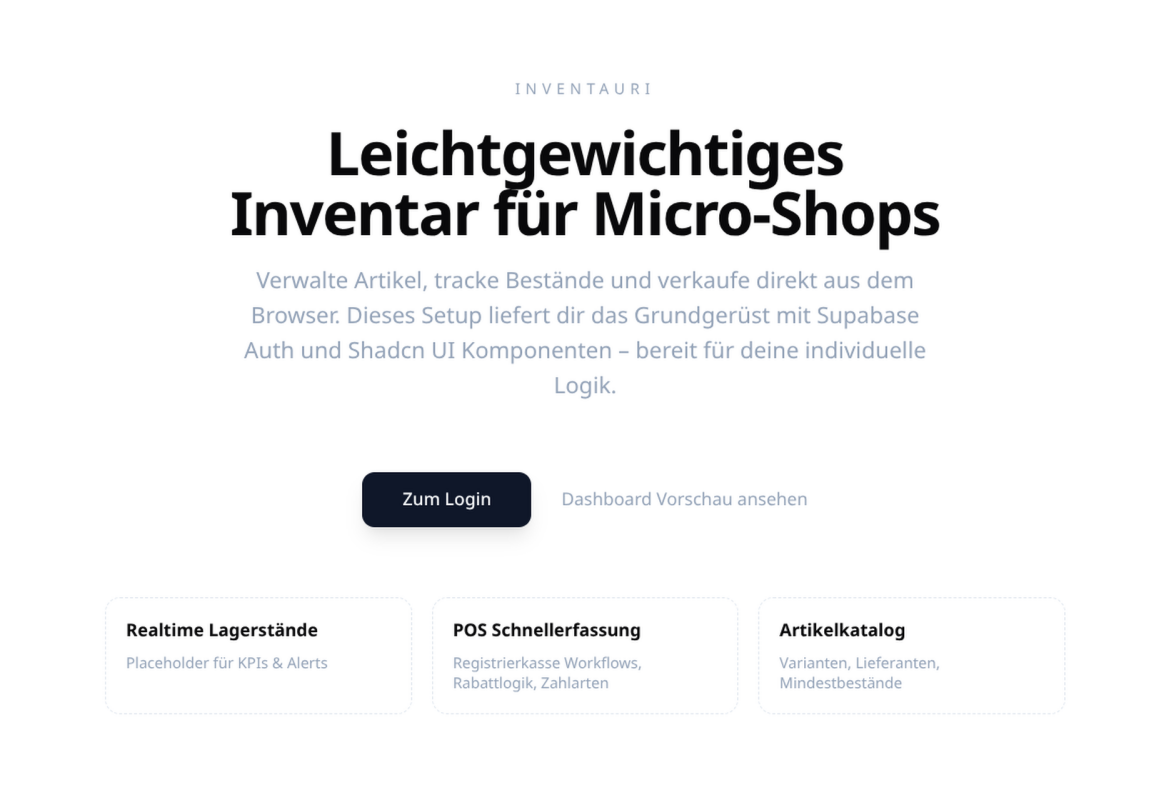 INVENTAURI
Leichtgewichtiges
Inventar für Micro-Shops
Verwalte Artikel, tracke Bestände und verkaufe direkt aus dem
Browser. Dieses Setup liefert dir das Grundgerüst mit Supabase
Auth und Shadcn UI Komponenten – bereit für deine individuelle
Logik.
Zum Login
Dashboard Vorschau ansehen
Realtime Lagerstände
Placeholder für KPIs & Alerts
POS Schnellerfassung
Registrierkasse Workflows,
Rabattlogik, Zahlarten
Artikelkatalog
Varianten, Lieferanten,
Mindestbestände